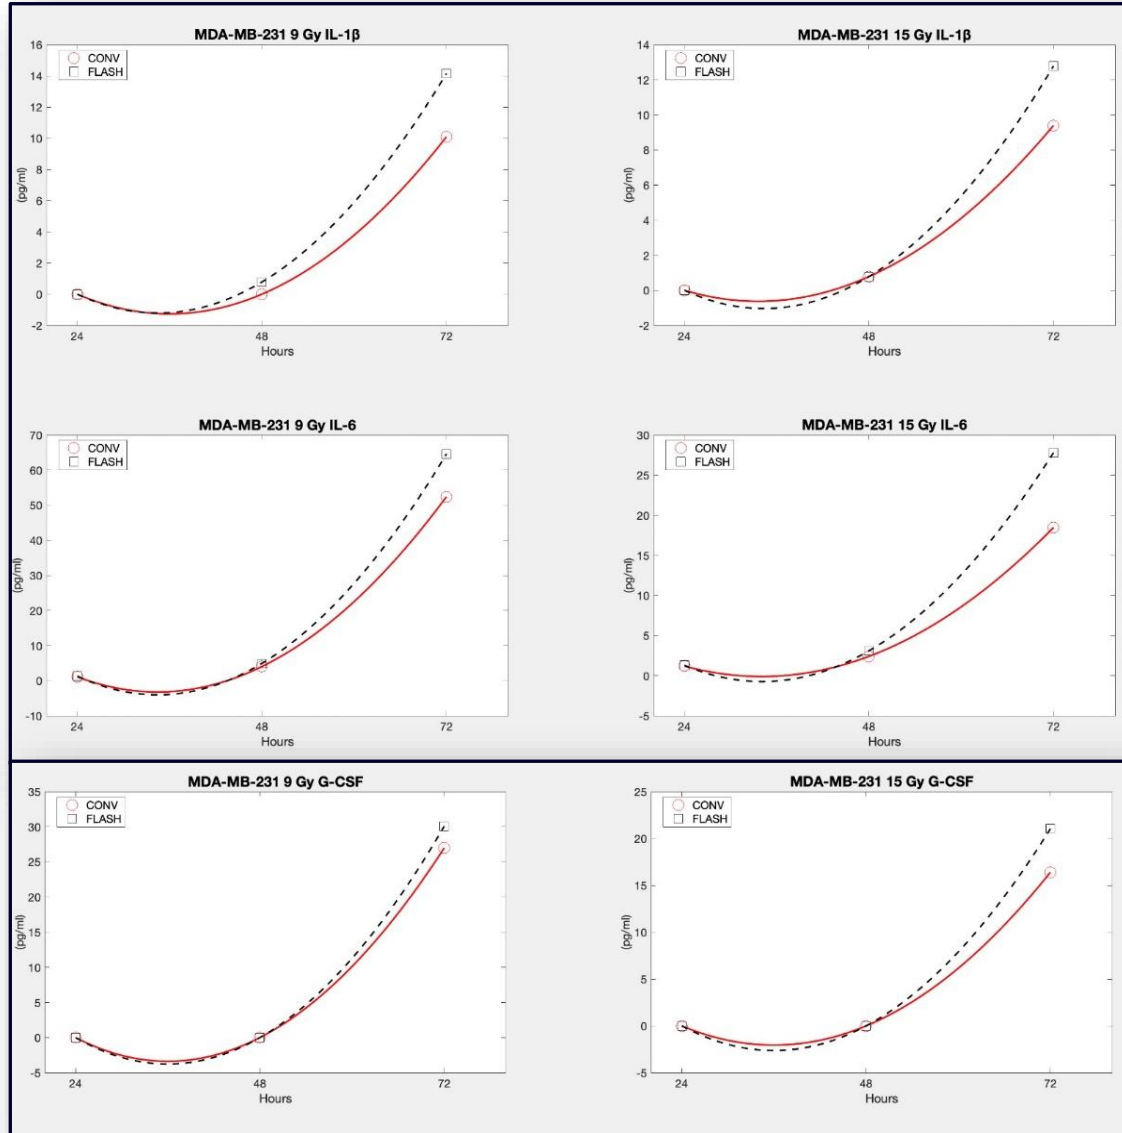 MDA-MB-231 9 Gy IL-1β
CONV
FLASH
16
14
12
10
8
6
4
2
0
-2
(pg/ml)
24
48
72
Hours
MDA-MB-231 15 Gy IL-1β
CONV
FLASH
14
12
10
8
6
4
2
0
-2
(pg/ml)
24
48
72
Hours
MDA-MB-231 9 Gy IL-6
CONV
FLASH
70
60
50
40
30
20
10
0
-10
(pg/ml)
24
48
72
Hours
MDA-MB-231 15 Gy IL-6
CONV
FLASH
30
25
20
15
10
5
0
-5
(pg/ml)
24
48
72
Hours
MDA-MB-231 9 Gy G-CSF
CONV
FLASH
35
30
25
20
15
10
5
0
-5
(pg/ml)
24
48
72
Hours
MDA-MB-231 15 Gy G-CSF
CONV
FLASH
25
20
15
10
5
0
-5
(pg/ml)
24
48
72
Hours